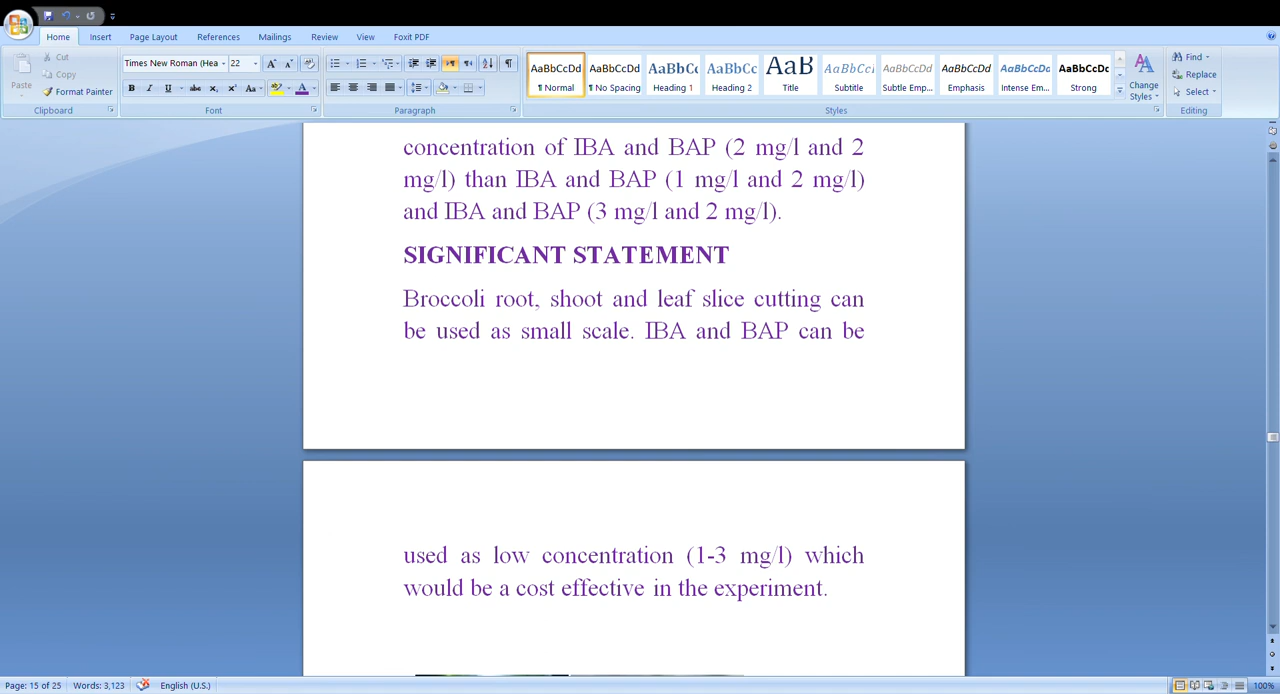 Home Insert Page Layout References Mailings Review View Foxit PDF
Cut
Copy
Paste
Format Painter
Clipboard
Times New Roman (Hea 22
Font
Paragraph
AaBbCcDd AaBbCcDd AaBbCc AaBbCc AaB AaBbCcI AaBbCcDd AaBbCcDd AaBbCcDd AaBbCcDc
¶ Normal ¶ No Spacing Heading 1 Heading 2 Title Subtitle Subtle Emp... Emphasis Intense Em... Strong
Styles
Change Styles
Find
Replace
Select
Editing
concentration of IBA and BAP (2 mg/l and 2
mg/l) than IBA and BAP (1 mg/l and 2 mg/l)
and IBA and BAP (3 mg/l and 2 mg/l).
SIGNIFICANT STATEMENT
Broccoli root, shoot and leaf slice cutting can
be used as small scale. IBA and BAP can be
used as low concentration (1-3 mg/l) which
would be a cost effective in the experiment.
Page: 15 of 25 Words: 3,123 English (U.S.) 100%